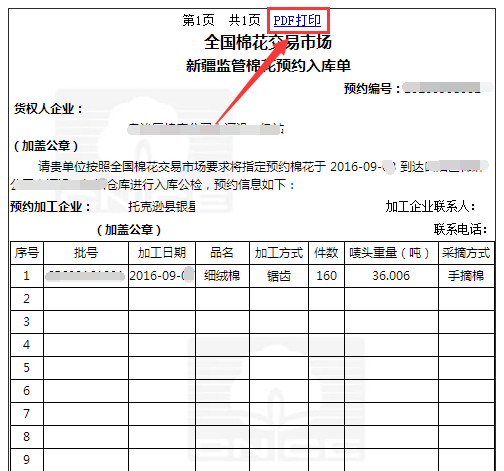 第1页 共1页 PDF打印
全国棉花交易市场
新疆监管棉花预约入库单
预约编号：
货权人企业：
（加盖公章）
请贵单位按照全国棉花交易市场要求将指定预约棉花于 2016-09- 到达
仓库进行入库公检，预约信息如下：
预约加工企业： 托克逊县银星 加工企业联系人：
（加盖公章） 联系电话：
序号 批号 加工日期 品名 加工方式 件数 唛头重量（吨） 采摘方式
1 2016-09- 细绒棉 锯齿 160 36.006 手摘棉
2
3
4
5
6
7
8
9